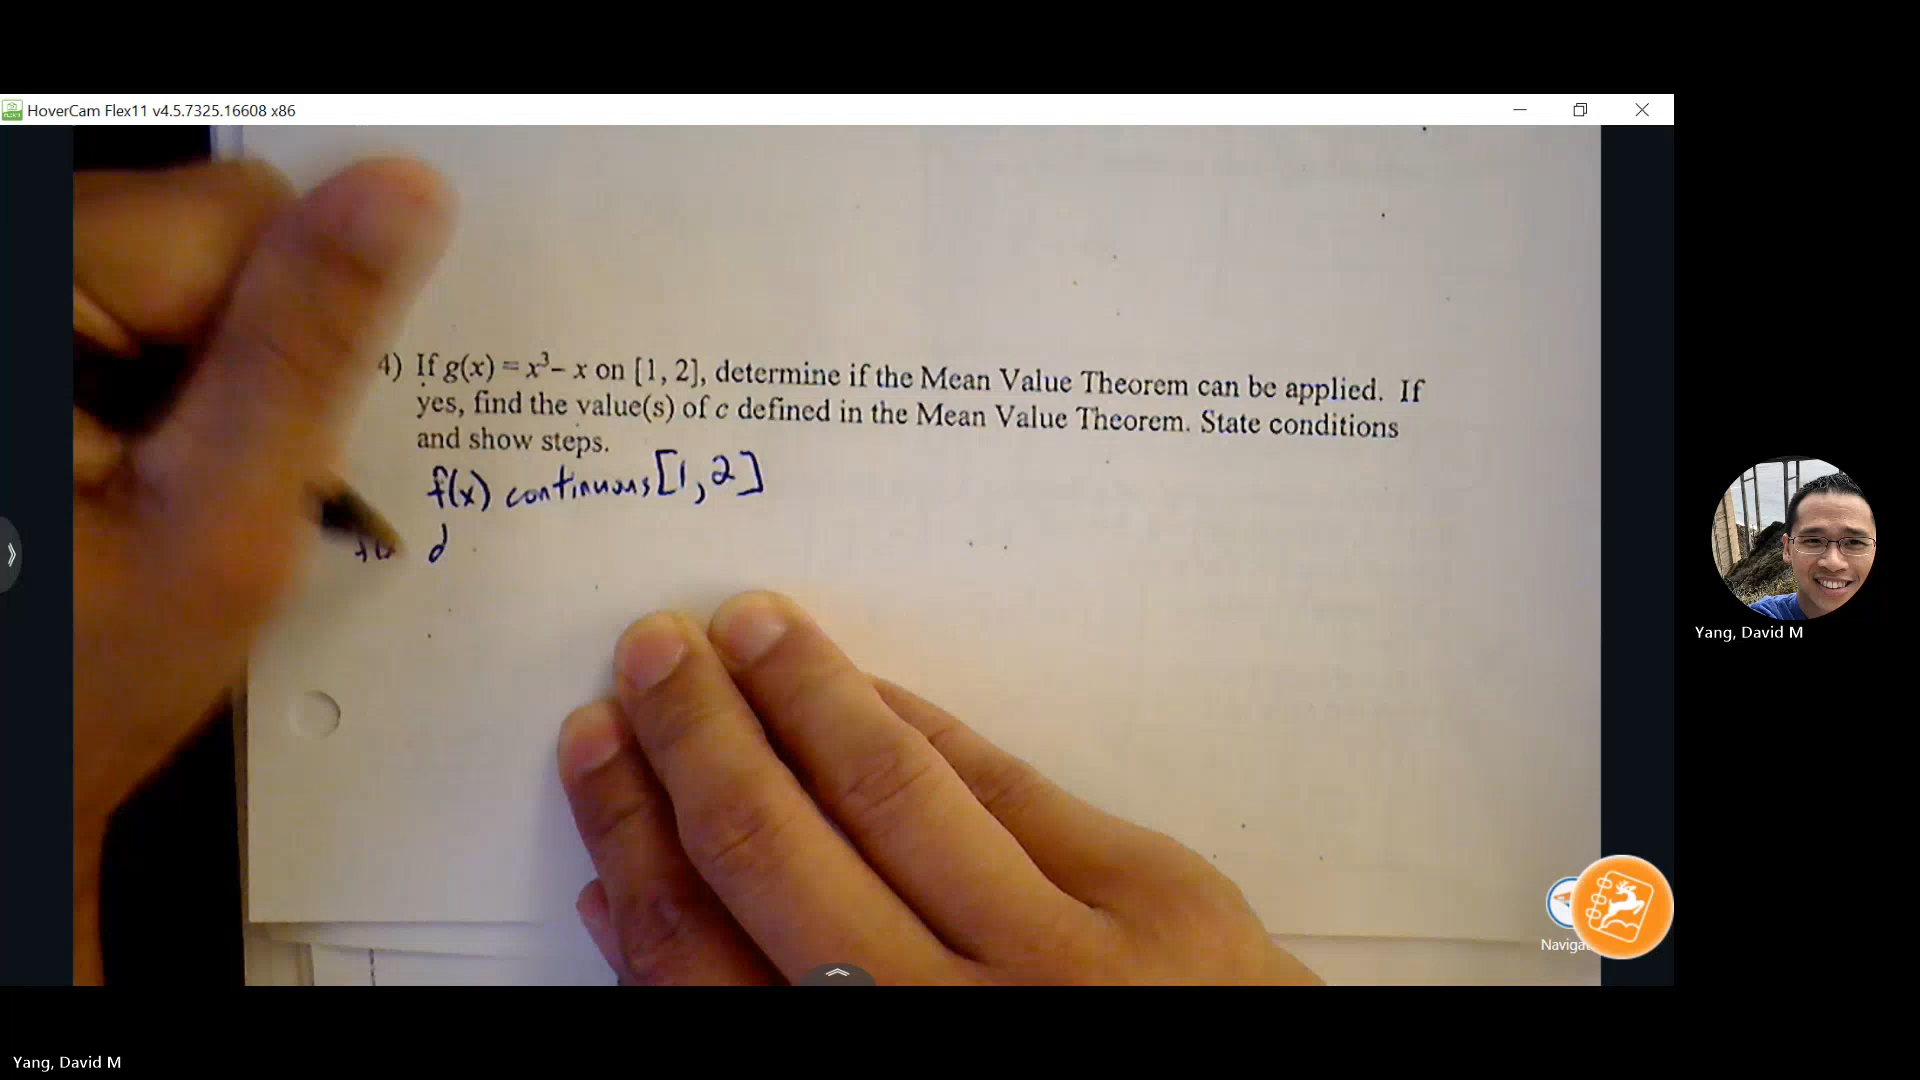 HoverCam Flex11 v4.5.7325.16608 x86
4) If g(x) = x³– x on [1, 2], determine if the Mean Value Theorem can be applied. If
yes, find the value(s) of c defined in the Mean Value Theorem. State conditions
and show steps.
f(x) continuous [1, 2]
d
Yang, David M
Yang, David M